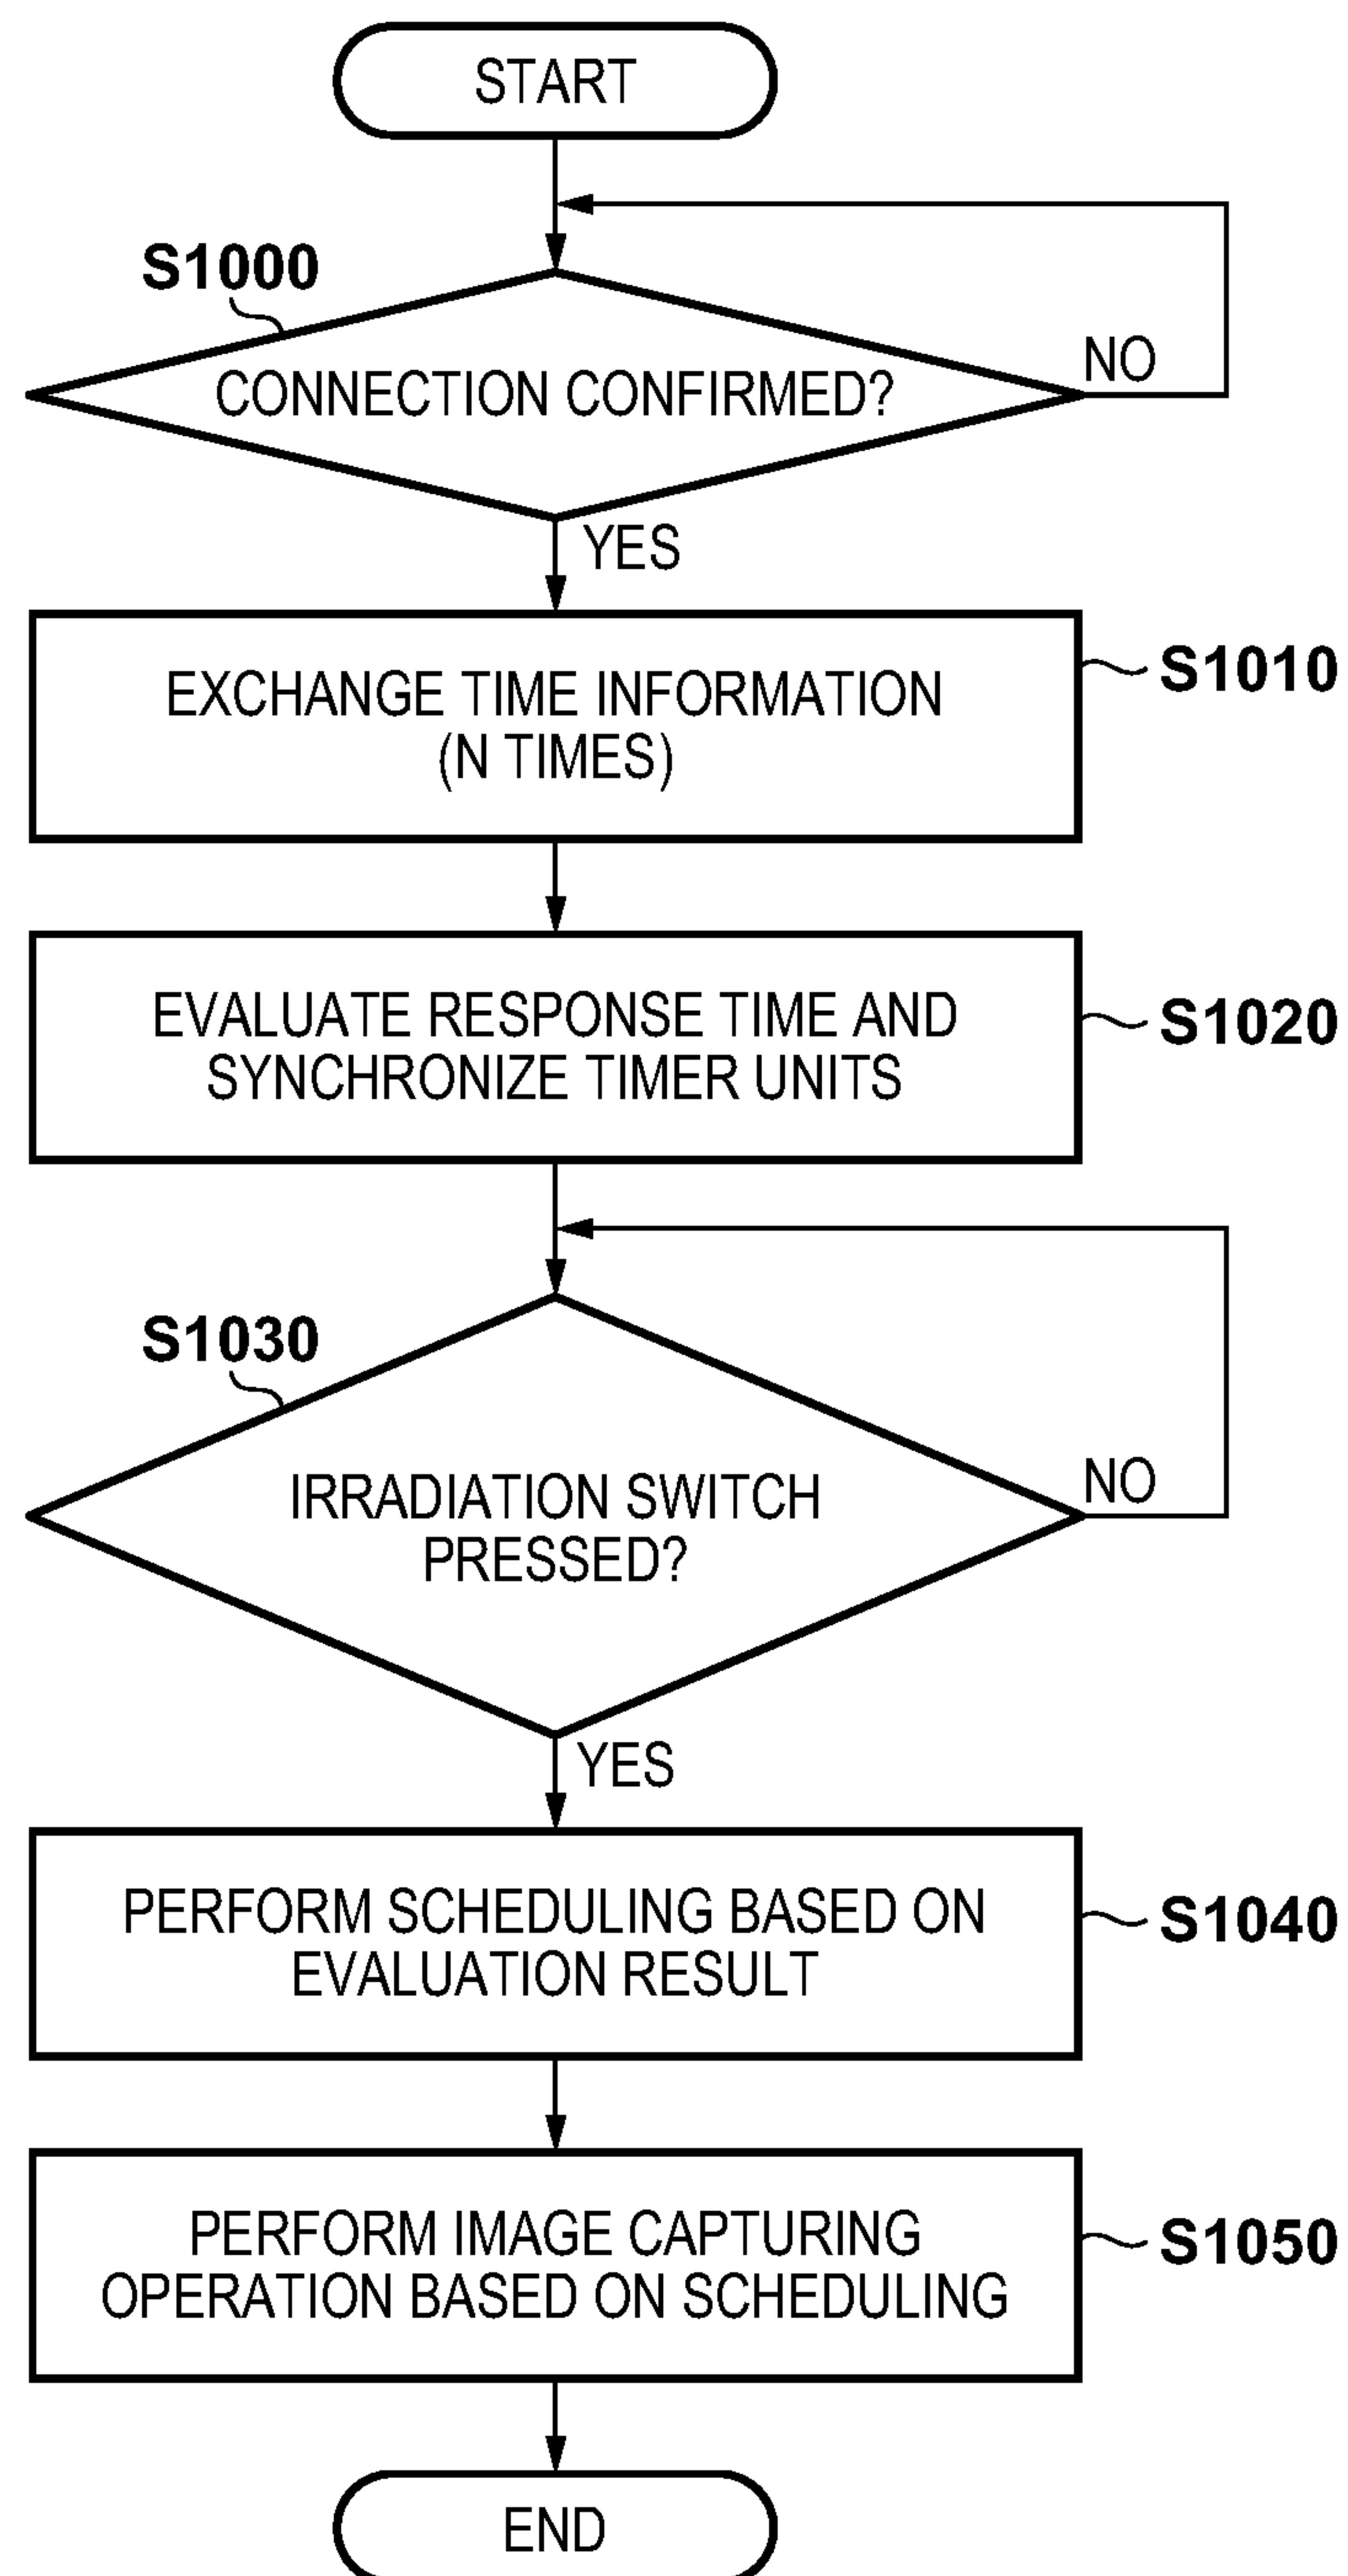 START
S1000
CONNECTION CONFIRMED?
NO
YES
EXCHANGE TIME INFORMATION
(N TIMES)
S1010
EVALUATE RESPONSE TIME AND
SYNCHRONIZE TIMER UNITS
S1020
S1030
IRRADIATION SWITCH
PRESSED?
NO
YES
PERFORM SCHEDULING BASED ON
EVALUATION RESULT
S1040
PERFORM IMAGE CAPTURING
OPERATION BASED ON SCHEDULING
S1050
END